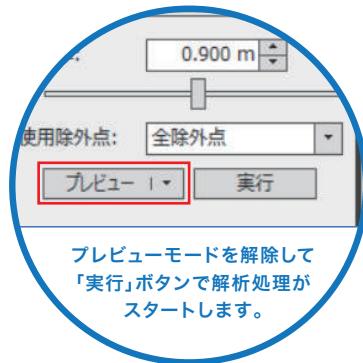 0.900 m
使用除外点: 全除外点
プレビュー 実行
プレビューモードを解除して
「実行」ボタンで解析処理が
スタートします。